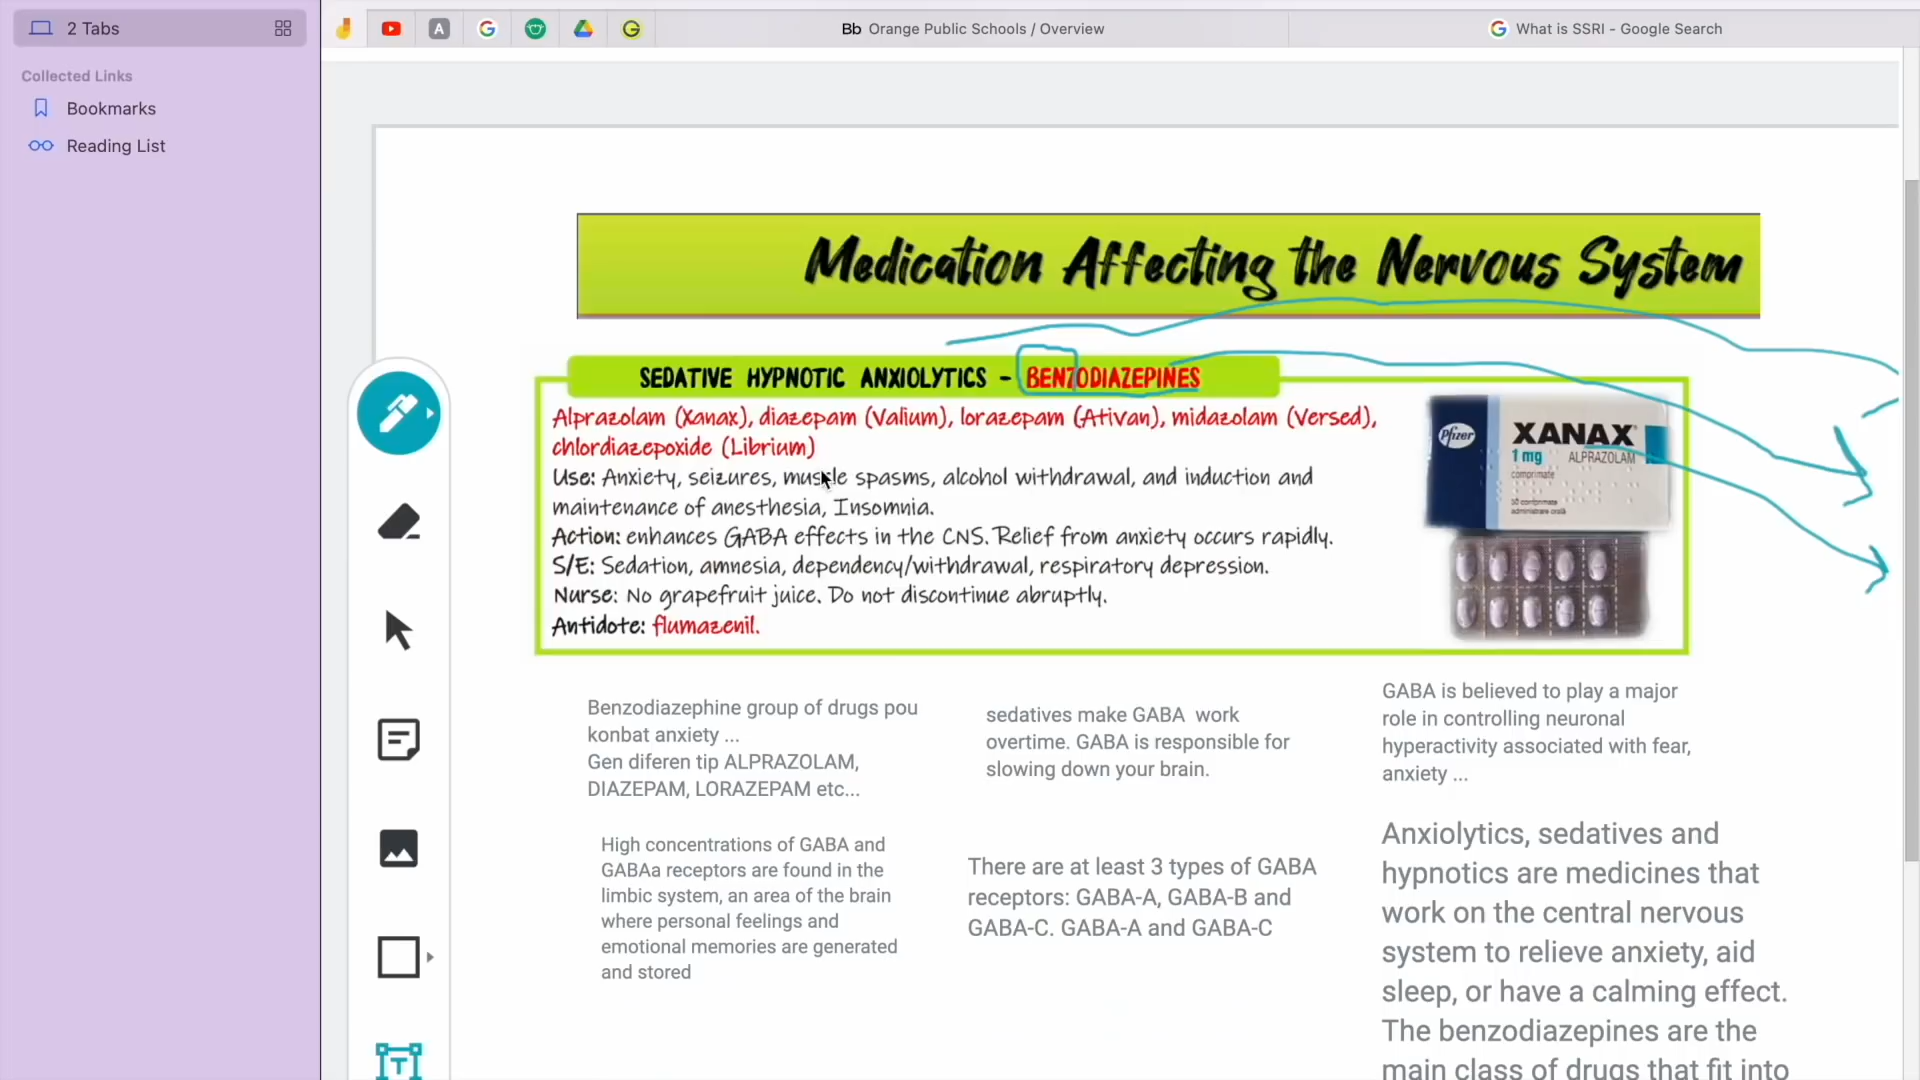 2 Tabs
Collected Links
Bookmarks
Reading List
A
Bb Orange Public Schools / Overview
What is SSRI - Google Search
Medication Affecting the Nervous System
SEDATIVE HYPNOTIC ANXIOLYTICS - BENZODIAZEPINES
Alprazolam (Xanax), diazepam (Valium), lorazepam (Ativan), midazolam (Versed),
chlordiazepoxide (Librium)
Use: Anxiety, seizures, muscle spasms, alcohol withdrawal, and induction and
maintenance of anesthesia, Insomnia.
Action: enhances GABA effects in the CNS. Relief from anxiety occurs rapidly.
S/E: Sedation, amnesia, dependency/withdrawal, respiratory depression.
Nurse: No grapefruit juice. Do not discontinue abruptly.
Antidote: flumazenil.
Pfizer
XANAX
1 mg ALPRAZOLAM
comprimate
30 comprimate
administrare orală
Benzodiazephine group of drugs pou
konbat anxiety ...
Gen diferen tip ALPRAZOLAM,
DIAZEPAM, LORAZEPAM etc...
sedatives make GABA work
overtime. GABA is responsible for
slowing down your brain.
GABA is believed to play a major
role in controlling neuronal
hyperactivity associated with fear,
anxiety ...
High concentrations of GABA and
GABAa receptors are found in the
limbic system, an area of the brain
where personal feelings and
emotional memories are generated
and stored
There are at least 3 types of GABA
receptors: GABA-A, GABA-B and
GABA-C. GABA-A and GABA-C
Anxiolytics, sedatives and
hypnotics are medicines that
work on the central nervous
system to relieve anxiety, aid
sleep, or have a calming effect.
The benzodiazepines are the
main class of drugs that fit into